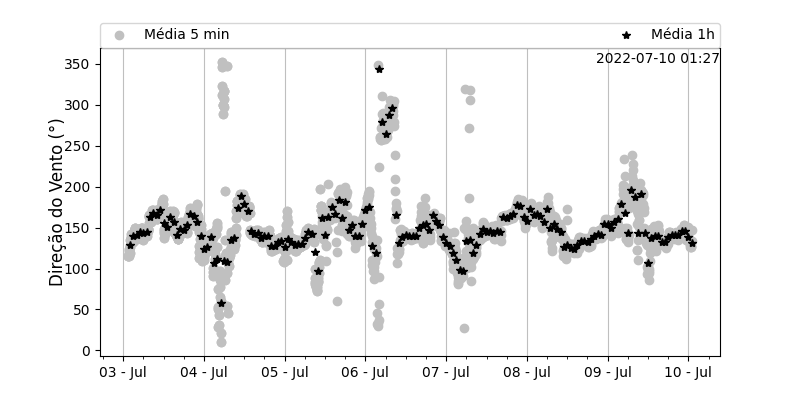 Média 5 min
Média 1h
2022-07-10 01:27
Direção do Vento (°)
350
300
250
200
150
100
50
0
03 - Jul
04 - Jul
05 - Jul
06 - Jul
07 - Jul
08 - Jul
09 - Jul
10 - Jul